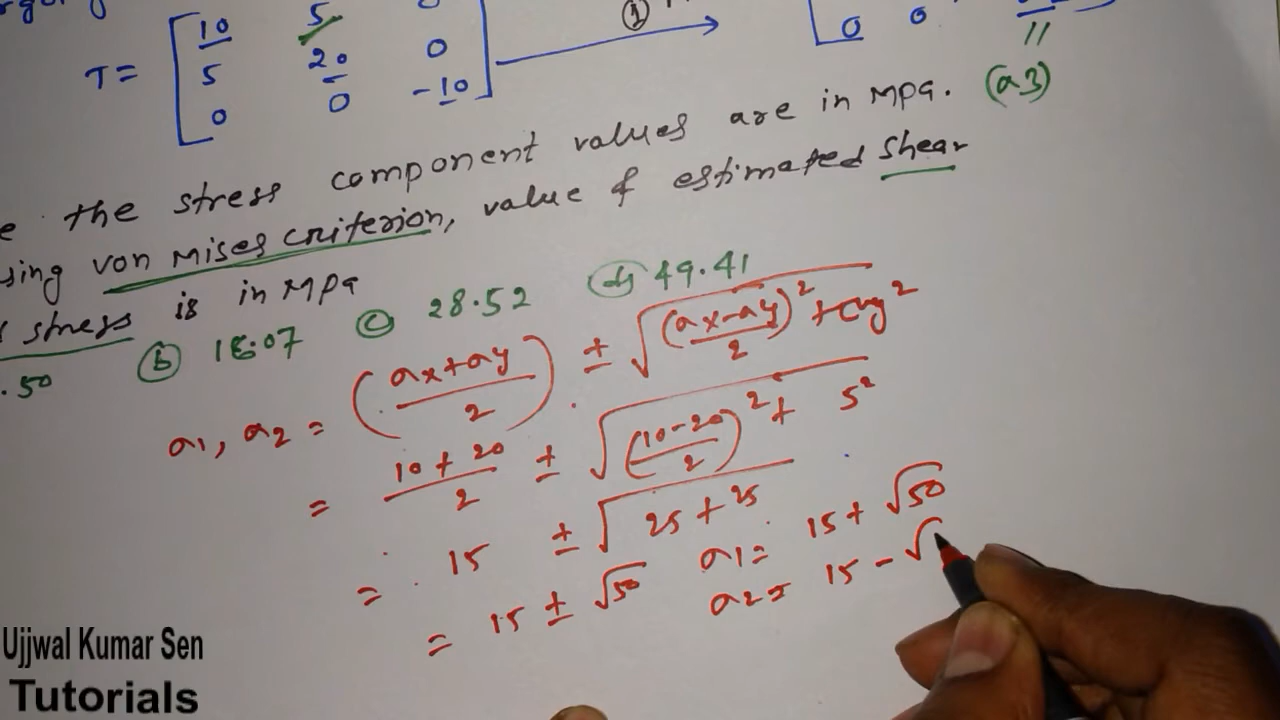 T= [10 5
5 20 0
0 0 -10]
①
0 0
11
the stress component values are in Mpa. (a3)
von mises criterion, value of estimated shear
stress is in Mpa
.50 ⓑ 18.07 ⓒ 28.52 ⓓ 49.41
σ1, σ2 = (σx+σy/2) ± √(σx-σy/2)²+τxy²
= 10+20/2 ± √(10-20/2)²+ 5²
= 15 ± √25+25
= 15 ± √50 σ1= 15+ √50
σ2= 15-√
Ujjwal Kumar Sen
Tutorials